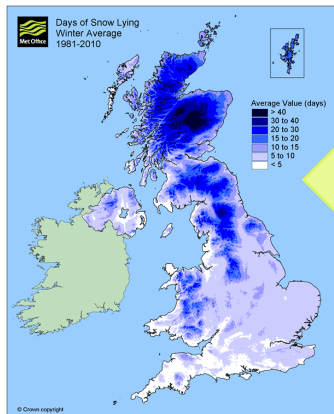 Met Office
Days of Snow Lying
Winter Average
1981-2010
Average Value (days)
> 40
30 to 40
20 to 30
15 to 20
10 to 15
5 to 10
< 5
© Crown copyright